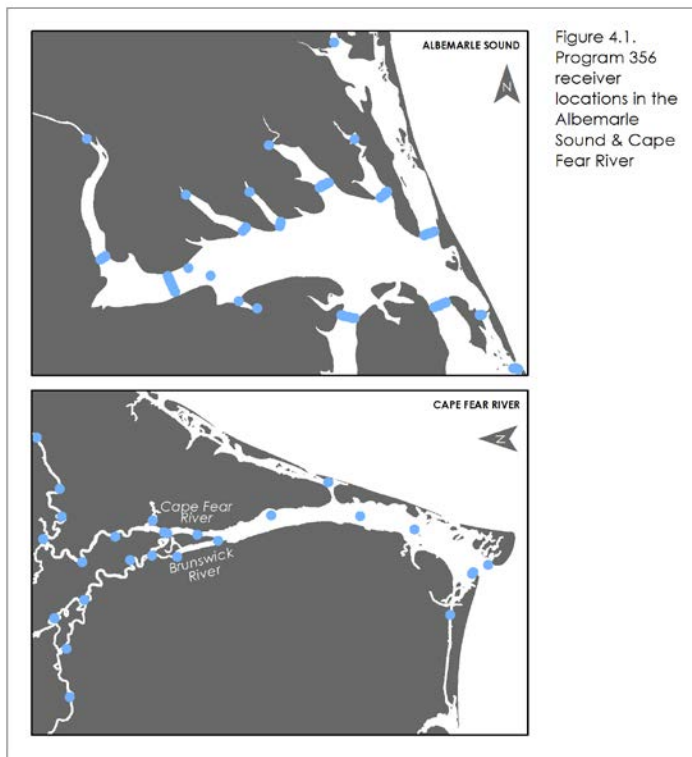 ALBEMARLE SOUND
N
Figure 4.1.
Program 356
receiver
locations in the
Albemarle
Sound & Cape
Fear River
CAPE FEAR RIVER
N
Cape Fear
River
Brunswick
River